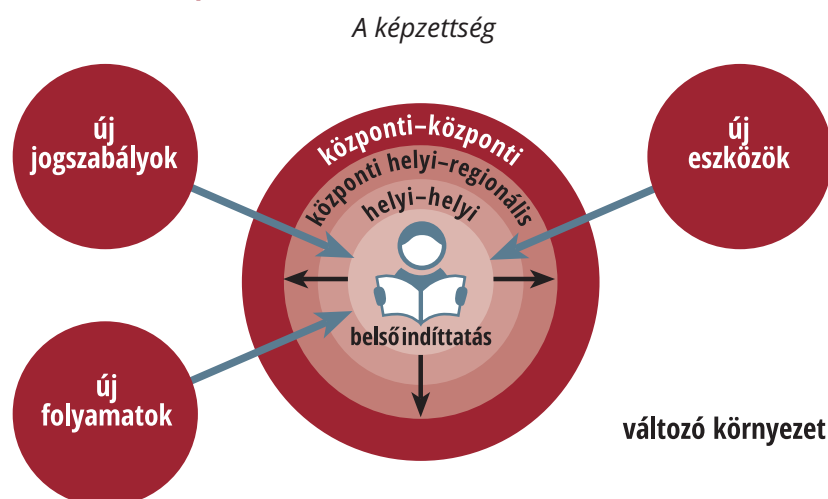 A képzettség
új
jogszabályok
új
eszközök
központi–központi
központi helyi–regionális
helyi–helyi
belső indíttatás
új
folyamatok
változó környezet